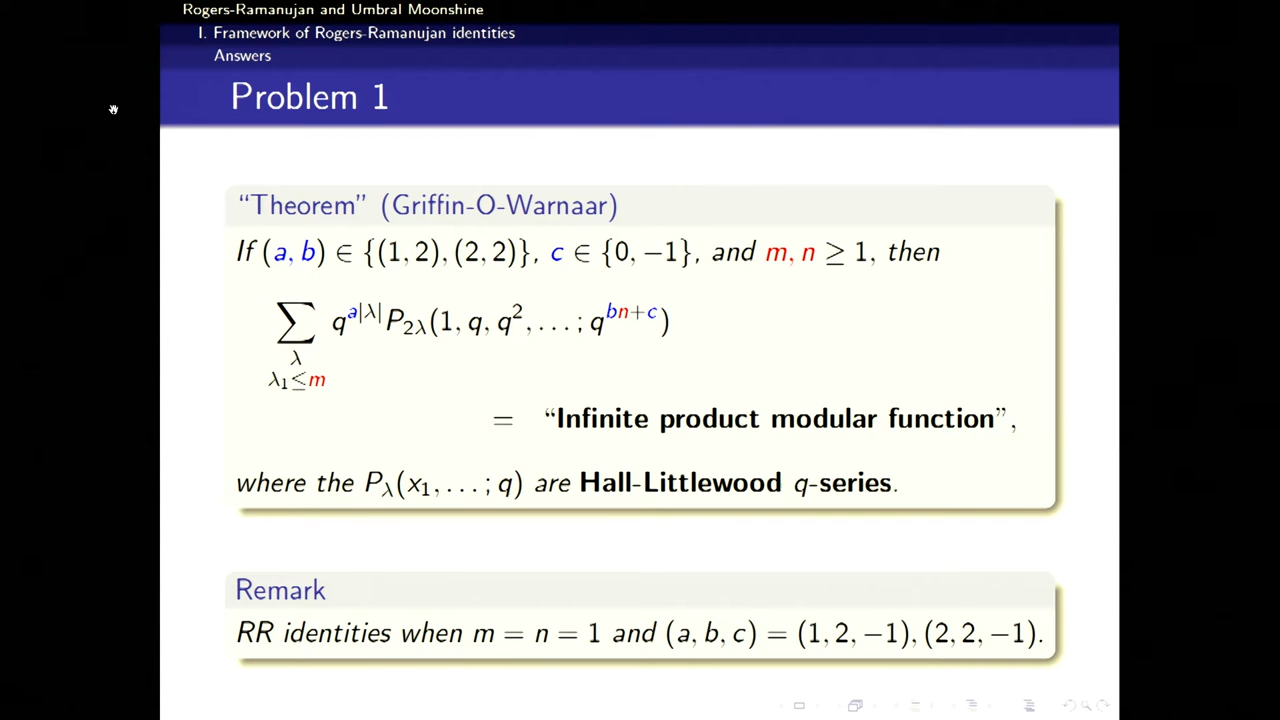 Rogers-Ramanujan and Umbral Moonshine
I. Framework of Rogers-Ramanujan identities
Answers
Problem 1
“Theorem” (Griffin-O-Warnaar)
If (a, b) ∈ {(1, 2), (2, 2)}, c ∈ {0, −1}, and m, n ≥ 1, then
∑_{λ, λ₁≤m} q^{a|λ|} P_{2λ}(1, q, q², . . . ; q^{bn+c})
= “Infinite product modular function”,
where the P_λ(x₁, . . . ; q) are Hall-Littlewood q-series.
Remark
RR identities when m = n = 1 and (a, b, c) = (1, 2, −1), (2, 2, −1).